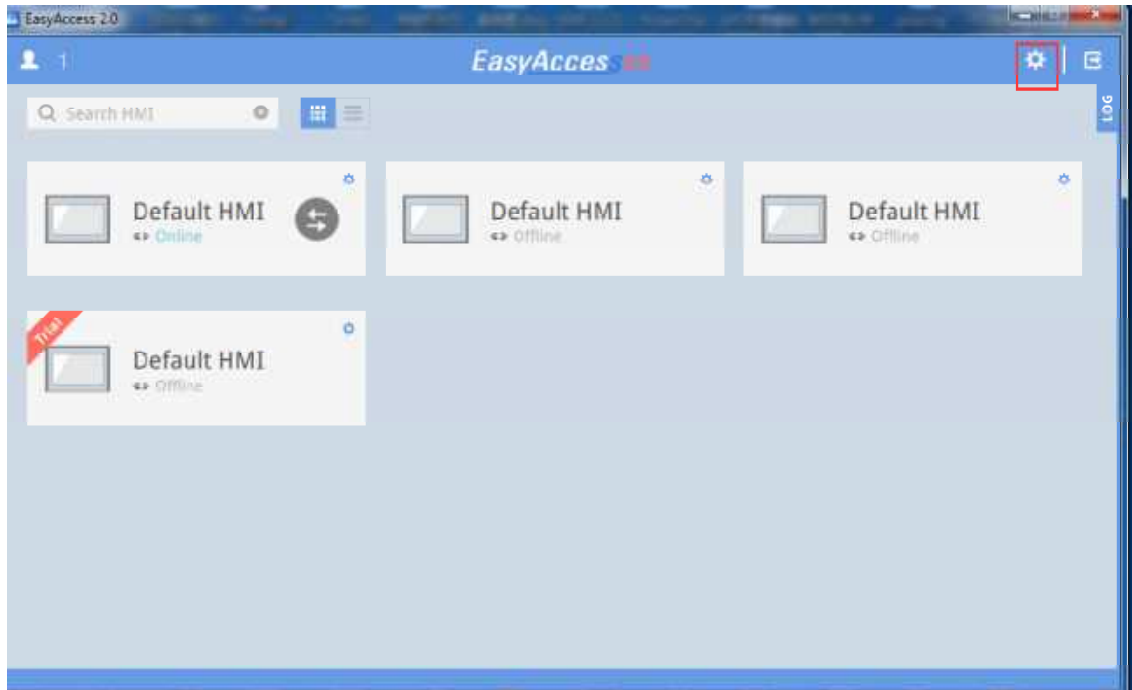 EasyAccess 2.0
1
EasyAccess
LOG
Search HMI
Default HMI
Online
Default HMI
Offline
Default HMI
Offline
Trial
Default HMI
Offline